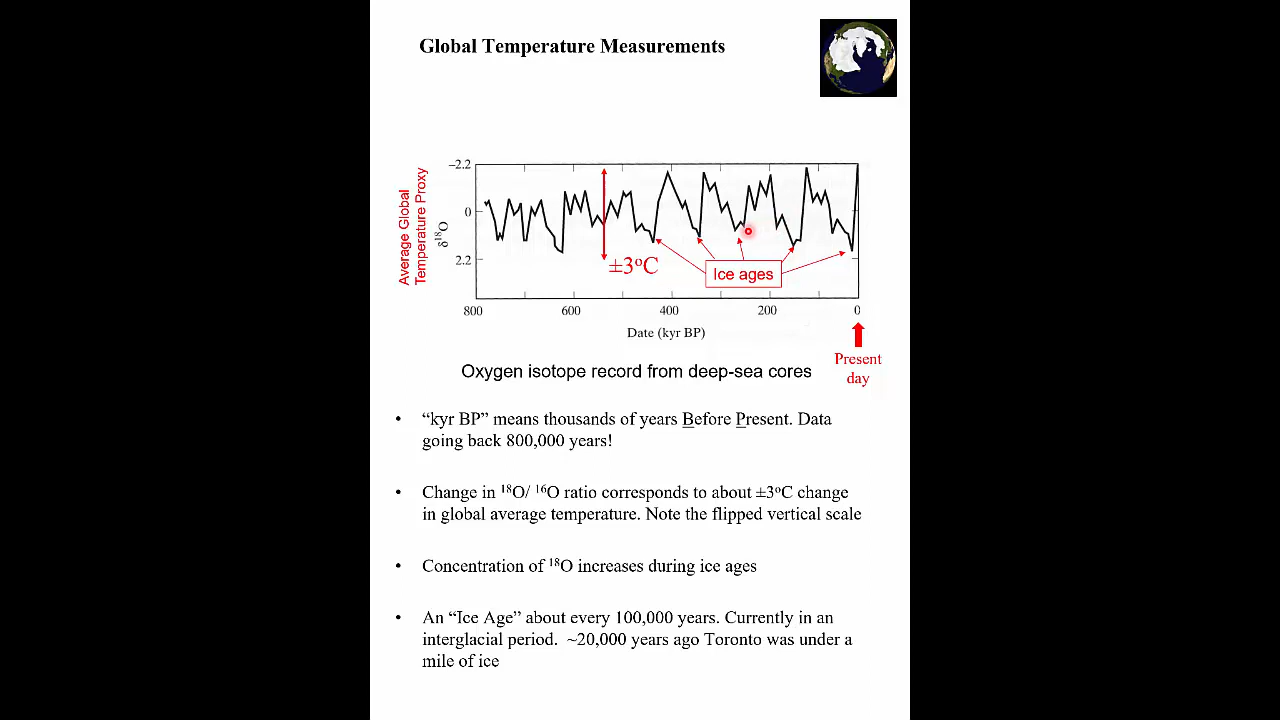 Global Temperature Measurements
Average Global
Temperature Proxy
δ¹⁸O
−2.2
0
2.2
±3°C
Ice ages
800
600
400
200
0
Date (kyr BP)
Present
day
Oxygen isotope record from deep-sea cores
• “kyr BP” means thousands of years Before Present. Data
going back 800,000 years!
• Change in ¹⁸O/ ¹⁶O ratio corresponds to about ±3°C change
in global average temperature. Note the flipped vertical scale
• Concentration of ¹⁸O increases during ice ages
• An “Ice Age” about every 100,000 years. Currently in an
interglacial period. ~20,000 years ago Toronto was under a
mile of ice